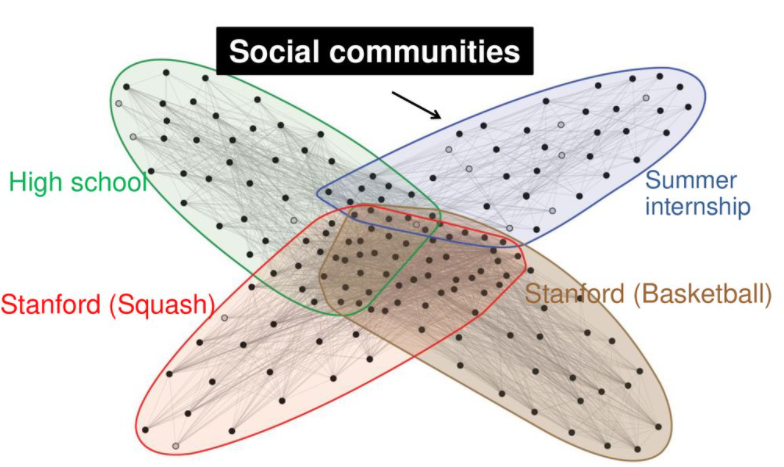 Social communities
High school
Summer
internship
Stanford (Squash)
Stanford (Basketball)